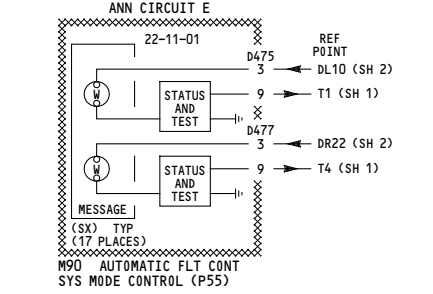 ANN CIRCUIT E
22-11-01
REF
POINT
D475
3 DL10 (SH 2)
W
STATUS
AND
TEST
9 T1 (SH 1)
D477
3 DR22 (SH 2)
W
STATUS
AND
TEST
9 T4 (SH 1)
MESSAGE
(SX) TYP
(17 PLACES)
M90 AUTOMATIC FLT CONT
SYS MODE CONTROL (P55)